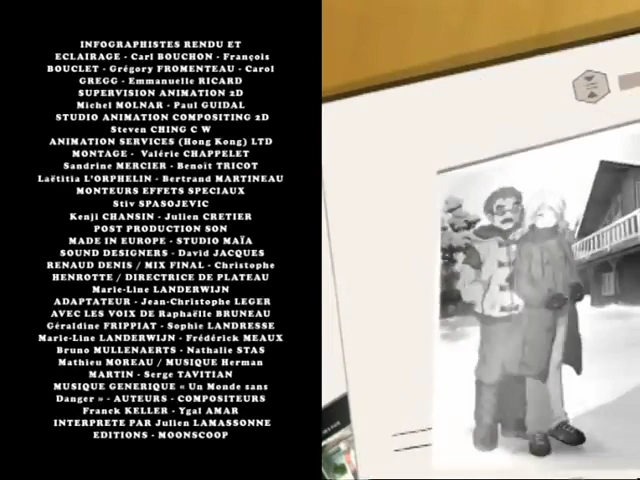 INFOGRAPHISTES RENDU ET
ECLAIRAGE - Carl BOUCHON - François
BOUCLET - Grégory FROMENTEAU - Carol
GREGG - Emmanuelle RICARD
SUPERVISION ANIMATION 2D
Michel MOLNAR - Paul GUIDAL
STUDIO ANIMATION COMPOSITING 2D
Steven CHING C W
ANIMATION SERVICES (Hong Kong) LTD
MONTAGE - Valérie CHAPPELET
Sandrine MERCIER - Benoît TRICOT
Laëtitia L'ORPHELIN - Bertrand MARTINEAU
MONTEURS EFFETS SPECIAUX
Stiv SPASOJEVIC
Kenji CHANSIN - Julien CRETIER
POST PRODUCTION SON
MADE IN EUROPE - STUDIO MAÏA
SOUND DESIGNERS - David JACQUES
RENAUD DENIS / MIX FINAL - Christophe
HENROTTE / DIRECTRICE DE PLATEAU
Marie-Line LANDERWIJN
ADAPTATEUR - Jean-Christophe LEGER
AVEC LES VOIX DE Raphaëlle BRUNEAU
Géraldine FRIPPIAT - Sophie LANDRESSE
Marie-Line LANDERWIJN - Frédérick MEAUX
Bruno MULLENAERTS - Nathalie STAS
Mathieu MOREAU / MUSIQUE Herman
MARTIN - Serge TAVITIAN
MUSIQUE GENERIQUE « Un Monde sans
Danger » - AUTEURS - COMPOSITEURS
Franck KELLER - Ygal AMAR
INTERPRETE PAR Julien LAMASSONNE
EDITIONS - MOONSCOOP